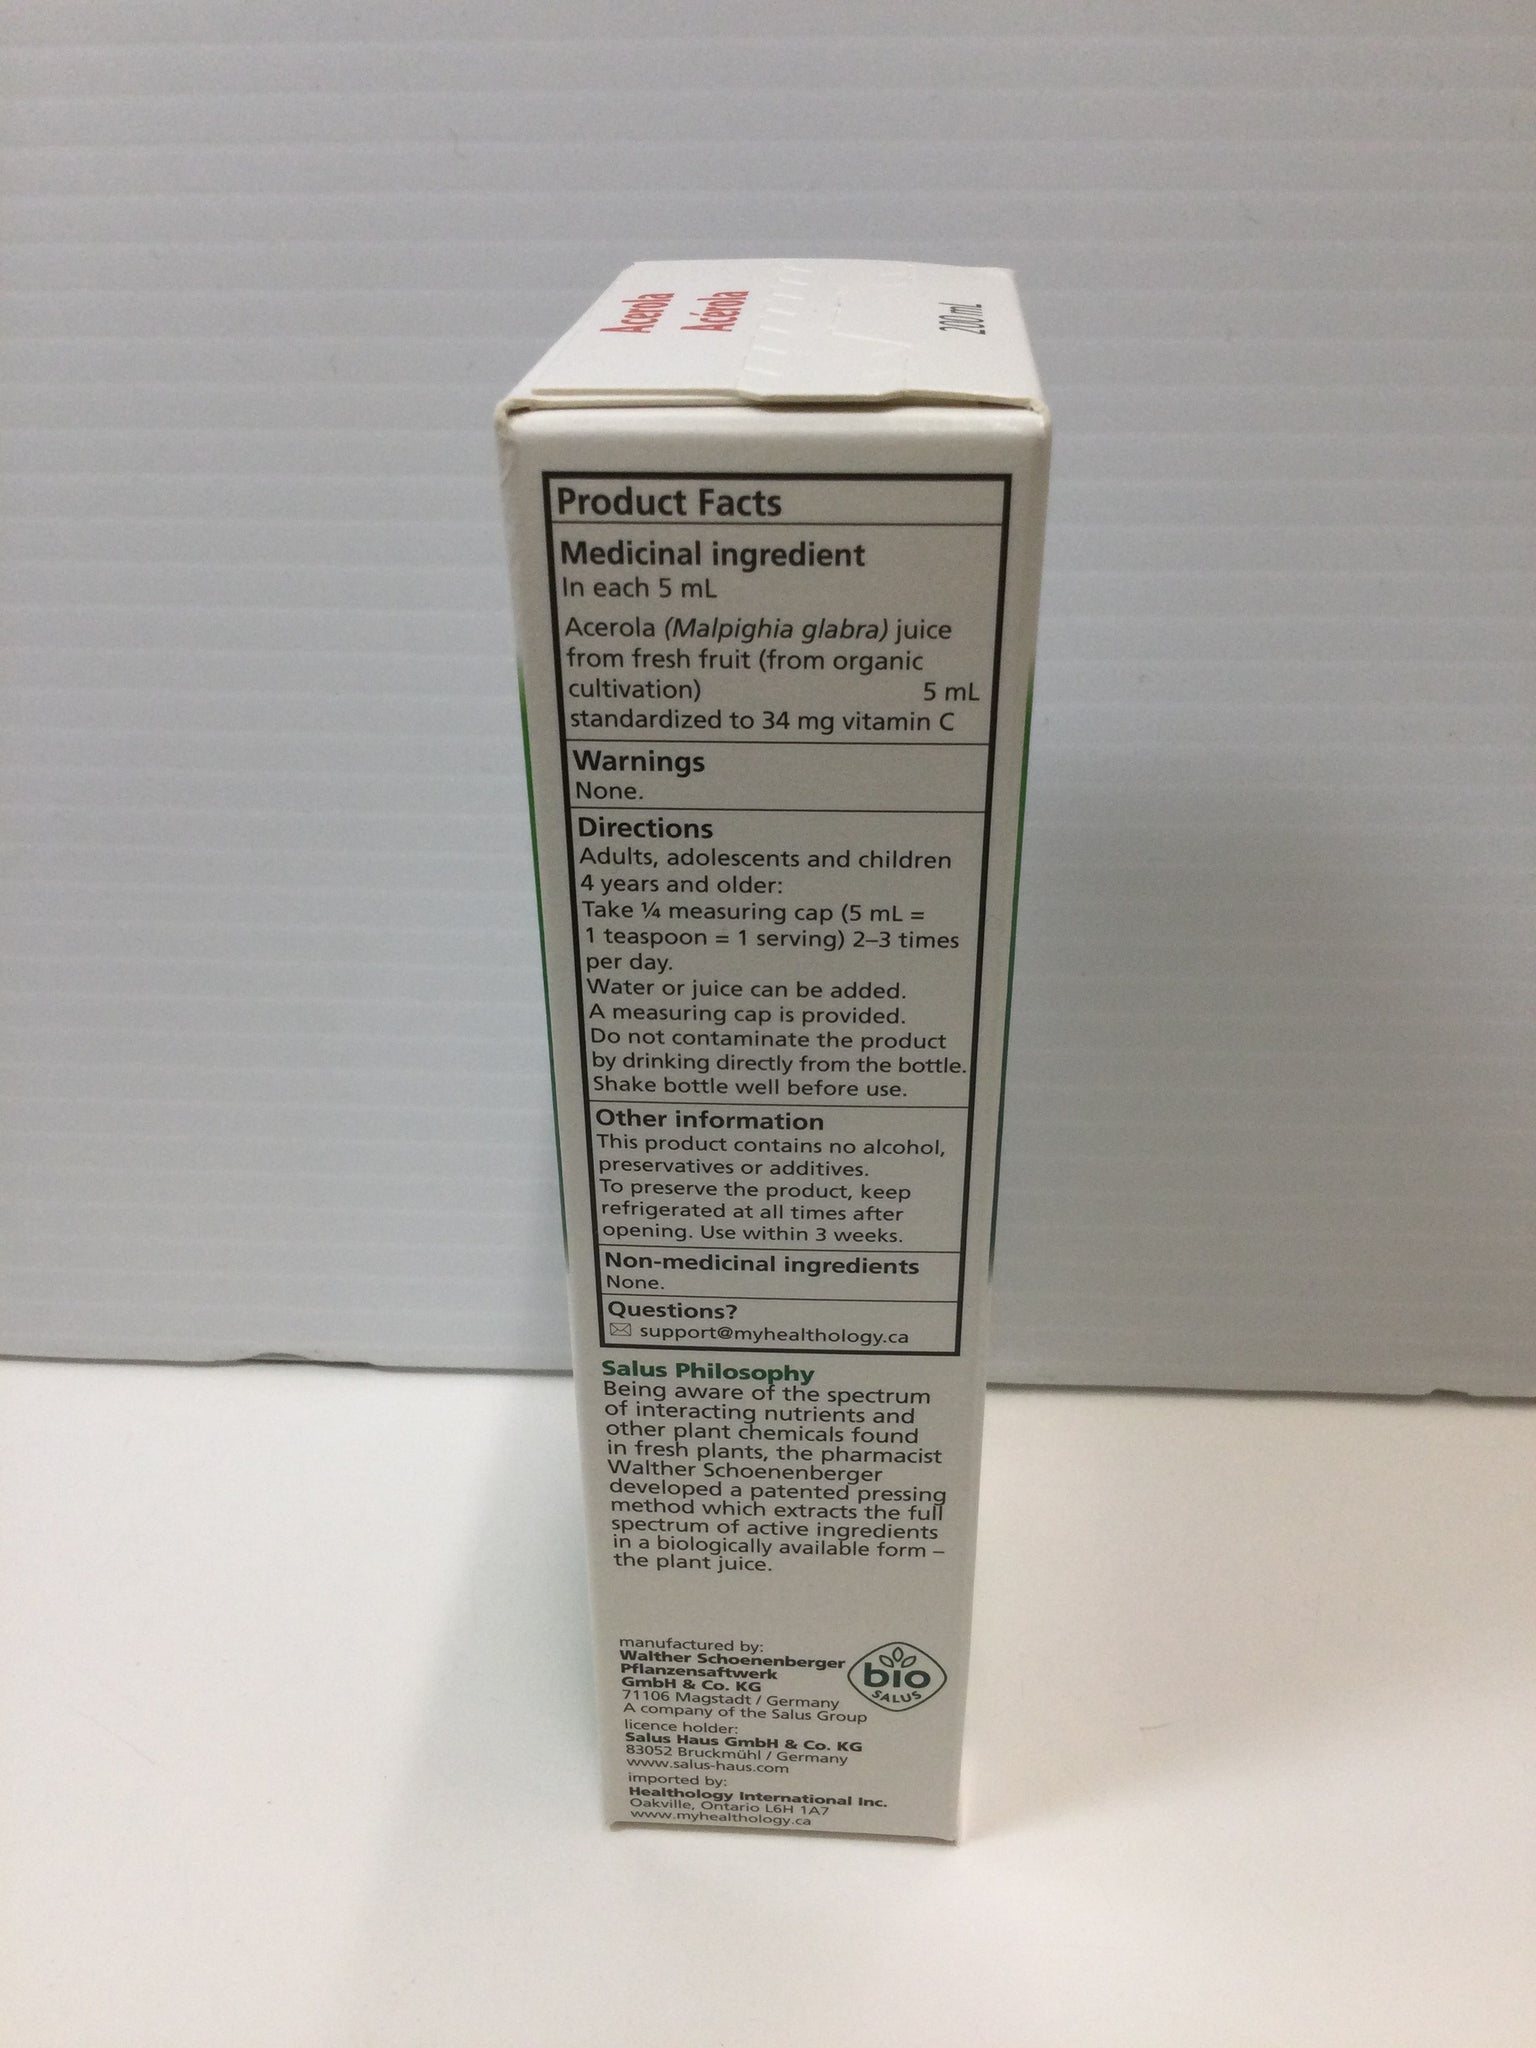 Acerola
Acérola
200 mL
Product Facts
Medicinal ingredient
In each 5 mL
Acerola (Malpighia glabra) juice
from fresh fruit (from organic
cultivation) 5 mL
standardized to 34 mg vitamin C
Warnings
None.
Directions
Adults, adolescents and children
4 years and older:
Take ¼ measuring cap (5 mL =
1 teaspoon = 1 serving) 2–3 times
per day.
Water or juice can be added.
A measuring cap is provided.
Do not contaminate the product
by drinking directly from the bottle.
Shake bottle well before use.
Other information
This product contains no alcohol,
preservatives or additives.
To preserve the product, keep
refrigerated at all times after
opening. Use within 3 weeks.
Non-medicinal ingredients
None.
Questions?
support@myhealthology.ca
Salus Philosophy
Being aware of the spectrum
of interacting nutrients and
other plant chemicals found
in fresh plants, the pharmacist
Walther Schoenenberger
developed a patented pressing
method which extracts the full
spectrum of active ingredients
in a biologically available form –
the plant juice.
manufactured by:
Walther Schoenenberger
Pflanzensaftwerk
GmbH & Co. KG
71106 Magstadt / Germany
A company of the Salus Group
bio
SALUS
licence holder:
Salus Haus GmbH & Co. KG
83052 Bruckmühl / Germany
www.salus-haus.com
imported by:
Healthology International Inc.
Oakville, Ontario L6H 1A7
www.myhealthology.ca